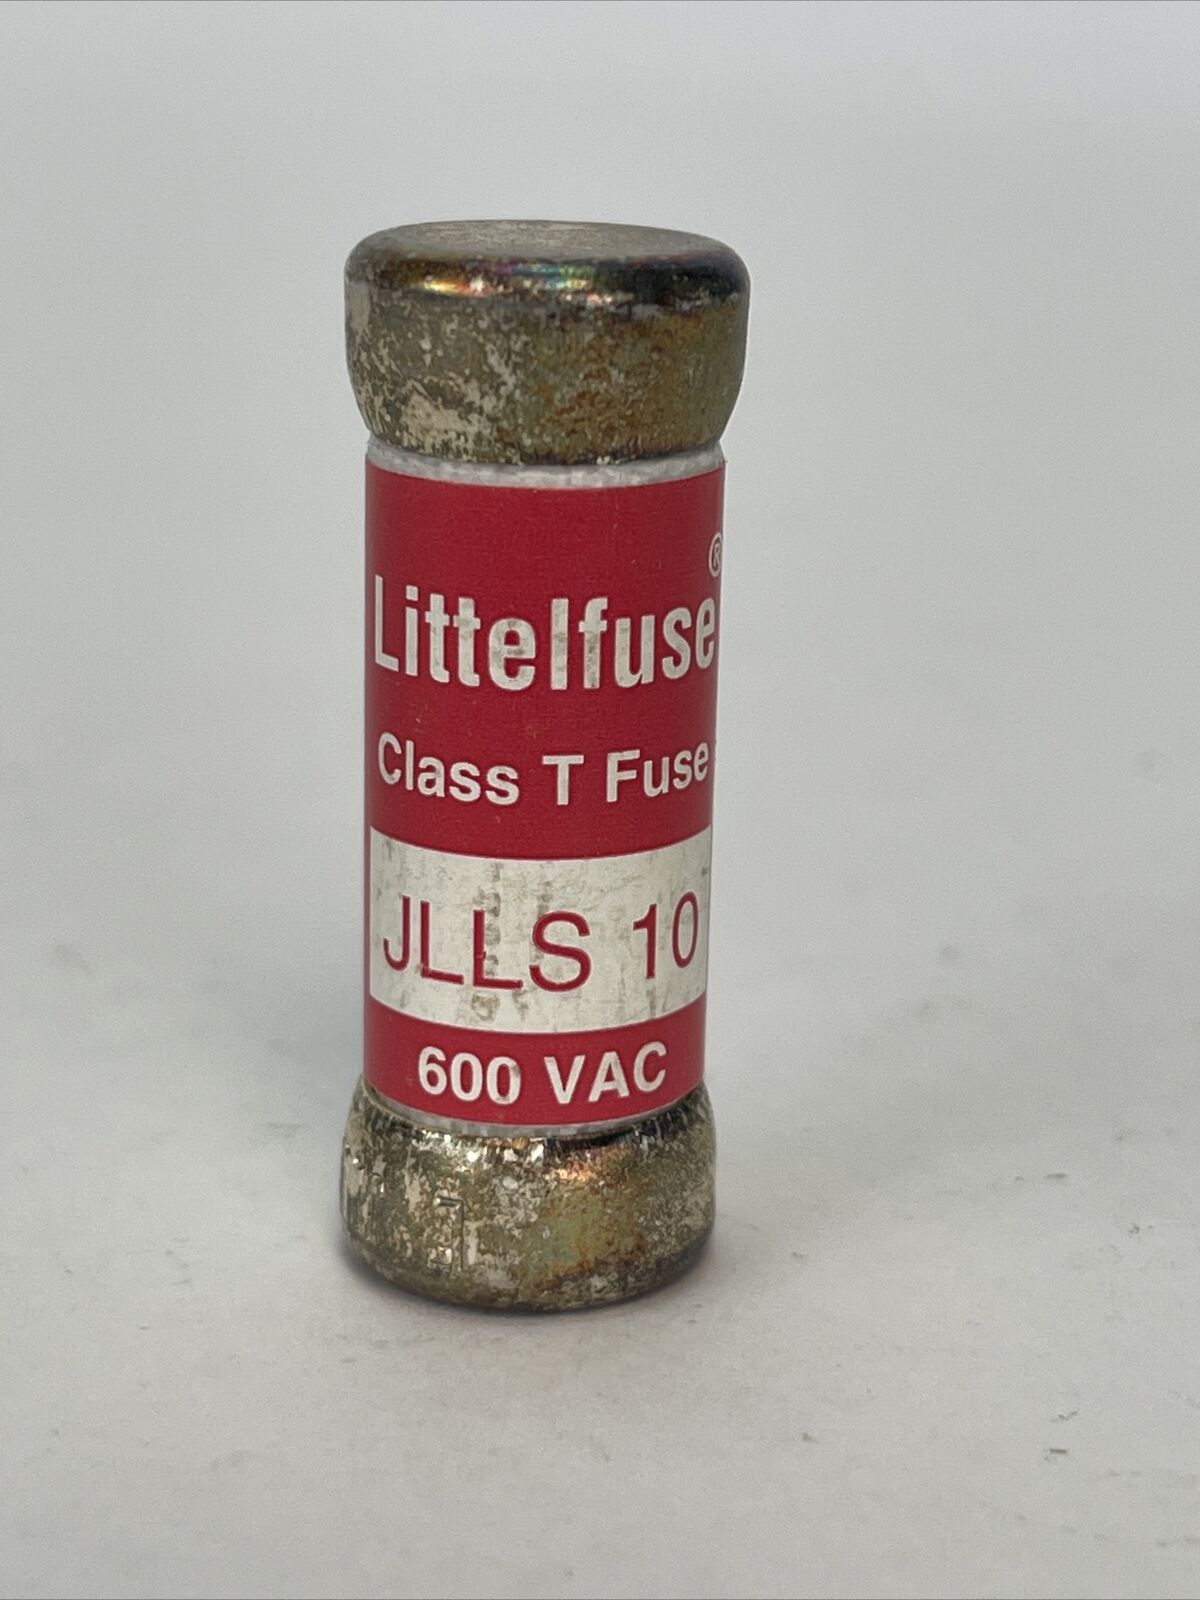 Littelfuse®
Class T Fuse
JLLS 10
600 VAC